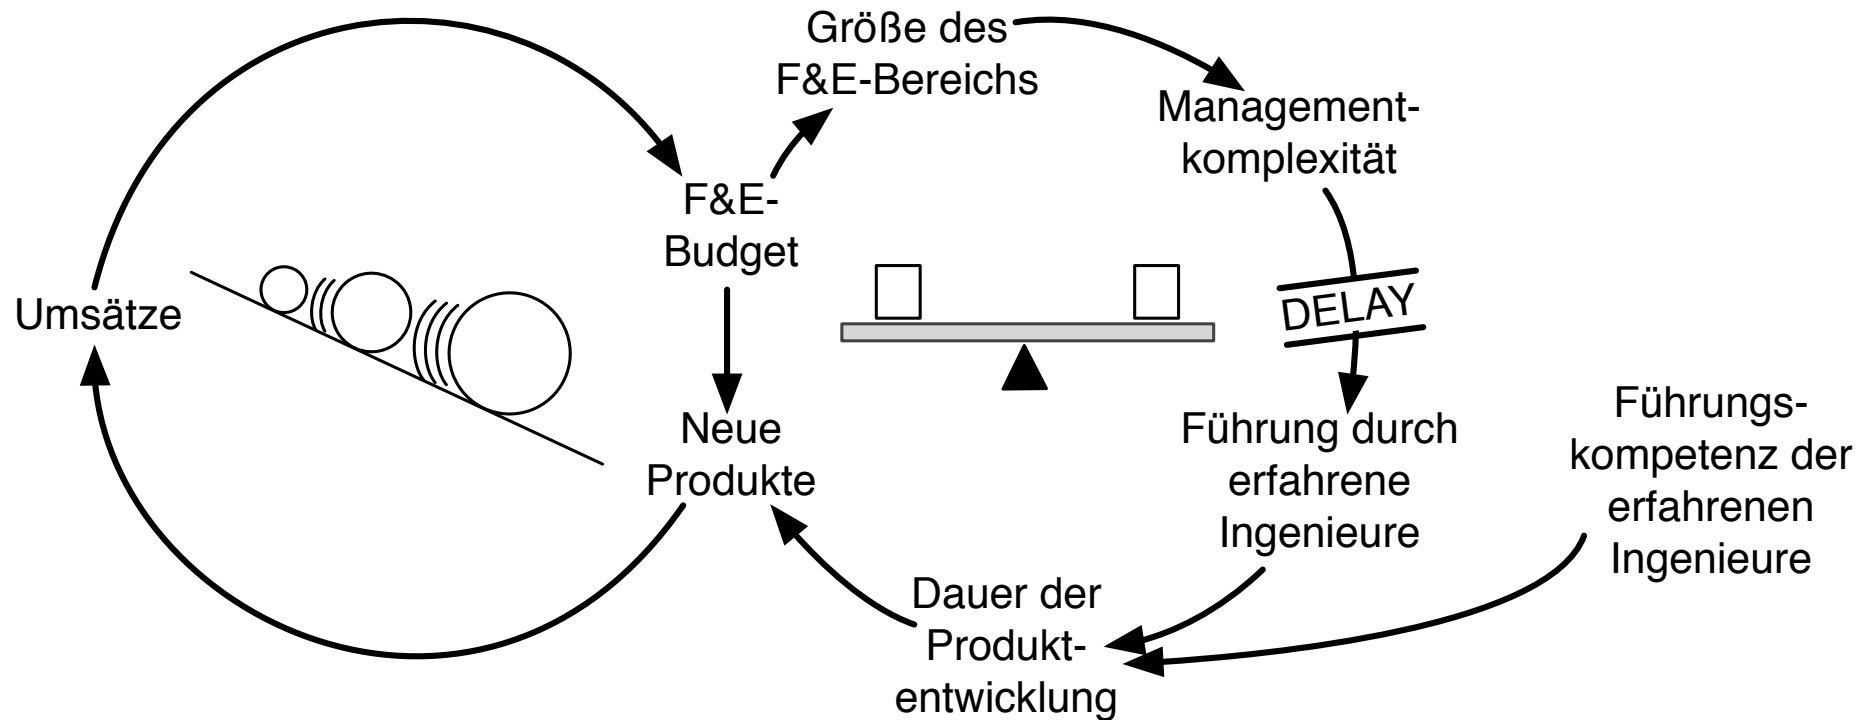 Größe des
F&E-Bereichs
Management-
komplexität
F&E-
Budget
Umsätze
DELAY
Neue
Produkte
Führung durch
erfahrene
Ingenieure
Führungs-
kompetenz der
erfahrenen
Ingenieure
Dauer der
Produkt-
entwicklung